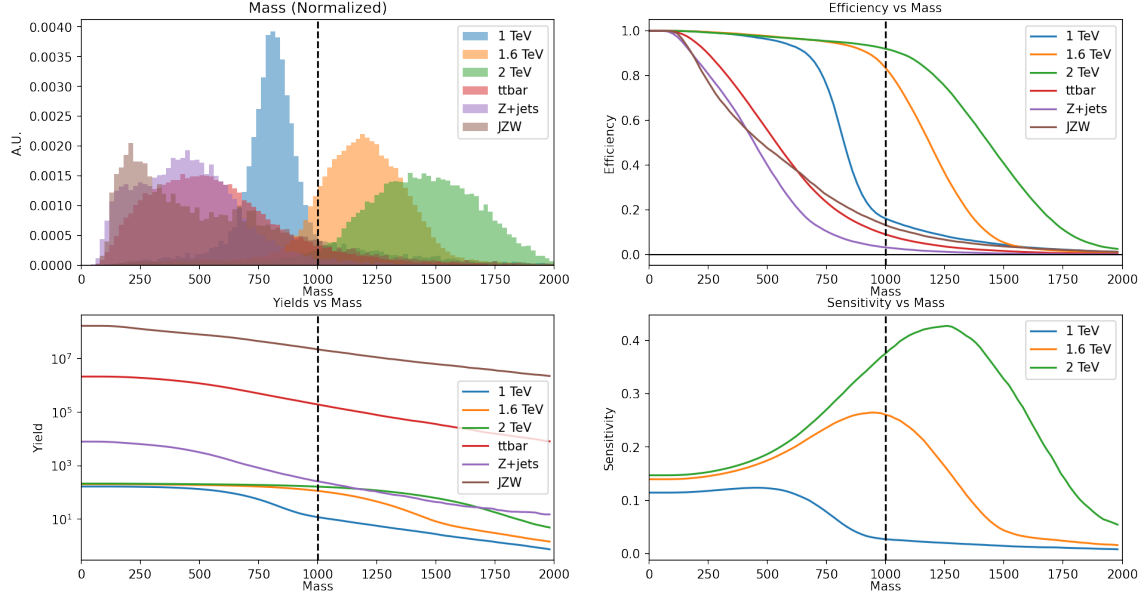 Mass (Normalized)
A.U.
0.0040
0.0035
0.0030
0.0025
0.0020
0.0015
0.0010
0.0005
0.0000
1 TeV
1.6 TeV
2 TeV
ttbar
Z+jets
JZW
0 250 500 750 1000 1250 1500 1750 2000
Mass
Efficiency vs Mass
Efficiency
1.0
0.8
0.6
0.4
0.2
0.0
1 TeV
1.6 TeV
2 TeV
ttbar
Z+jets
JZW
0 250 500 750 1000 1250 1500 1750 2000
Mass
Yields vs Mass
Yield
10^7
10^5
10^3
10^1
1 TeV
1.6 TeV
2 TeV
ttbar
Z+jets
JZW
0 250 500 750 1000 1250 1500 1750 2000
Mass
Sensitivity vs Mass
Sensitivity
0.4
0.3
0.2
0.1
0.0
1 TeV
1.6 TeV
2 TeV
0 250 500 750 1000 1250 1500 1750 2000
Mass